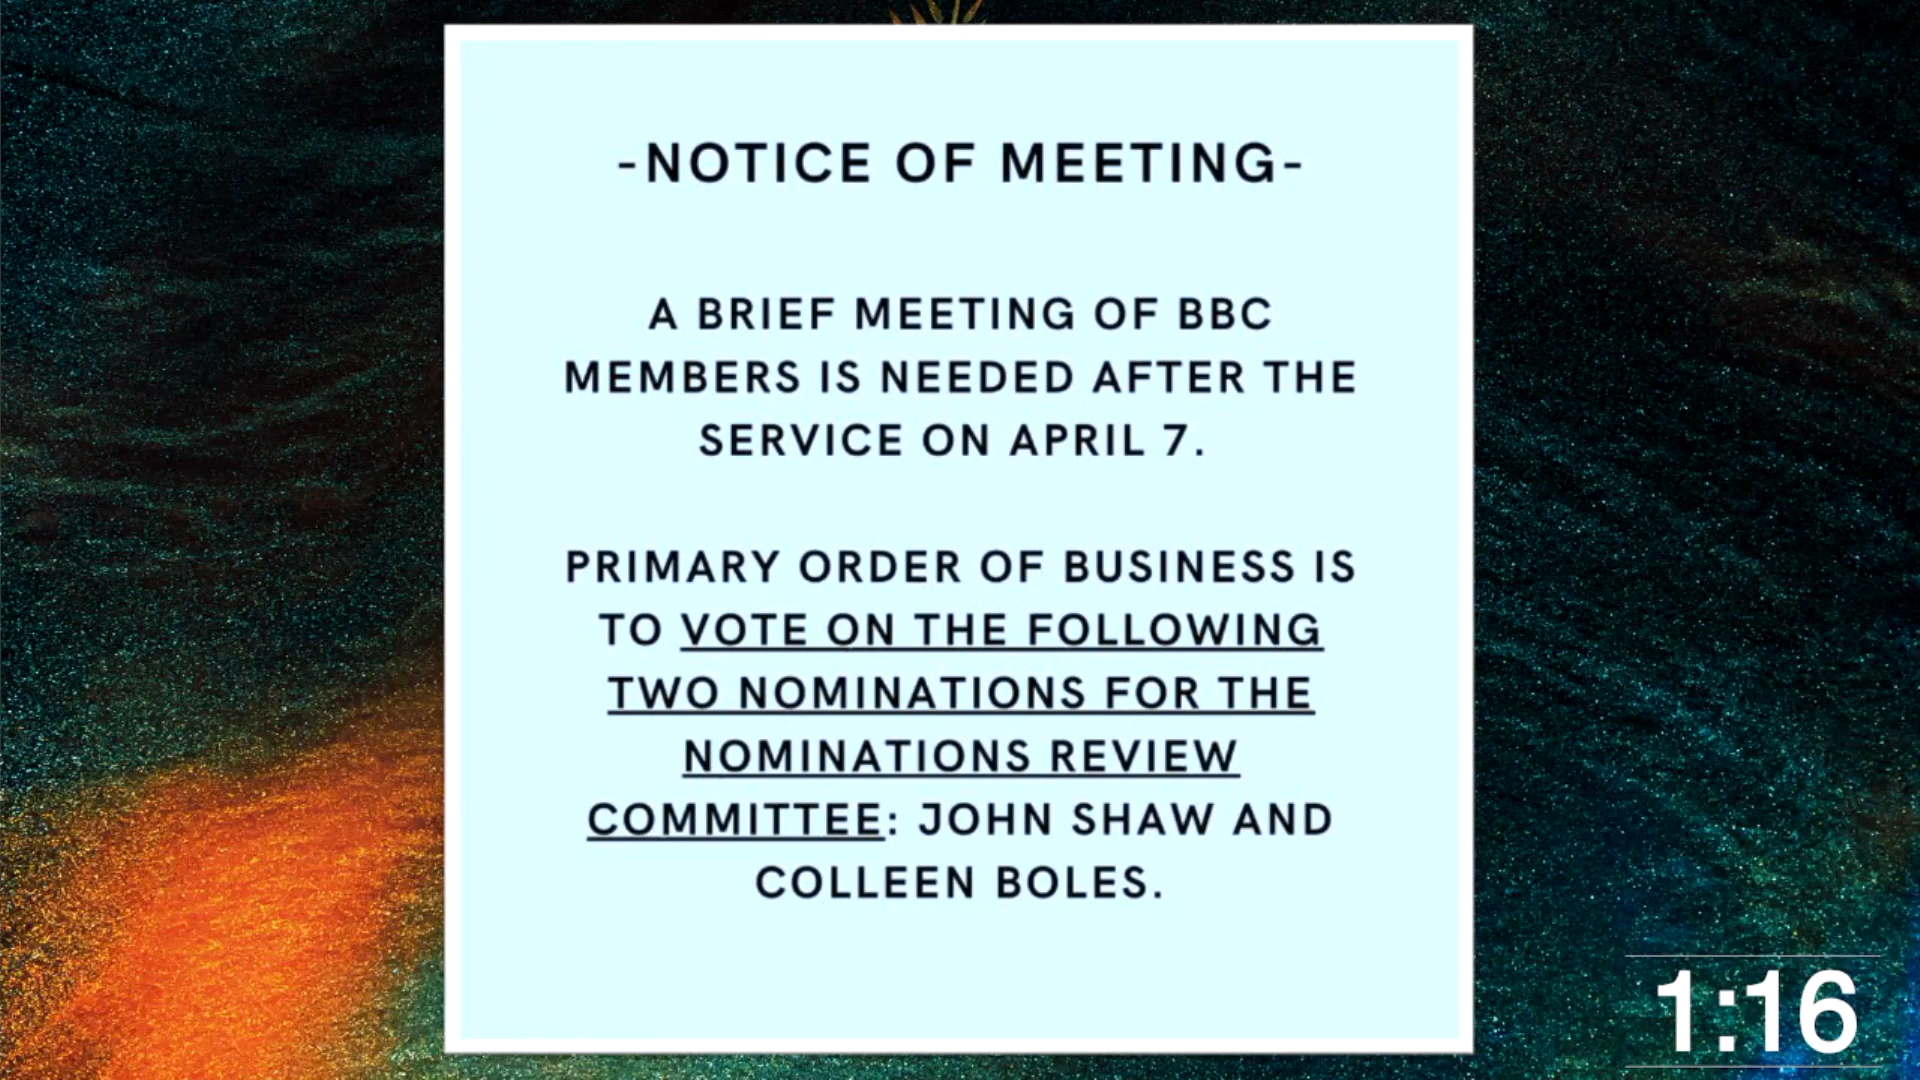 -NOTICE OF MEETING-
A BRIEF MEETING OF BBC
MEMBERS IS NEEDED AFTER THE
SERVICE ON APRIL 7.
PRIMARY ORDER OF BUSINESS IS
TO VOTE ON THE FOLLOWING
TWO NOMINATIONS FOR THE
NOMINATIONS REVIEW
COMMITTEE: JOHN SHAW AND
COLLEEN BOLES.
1:16